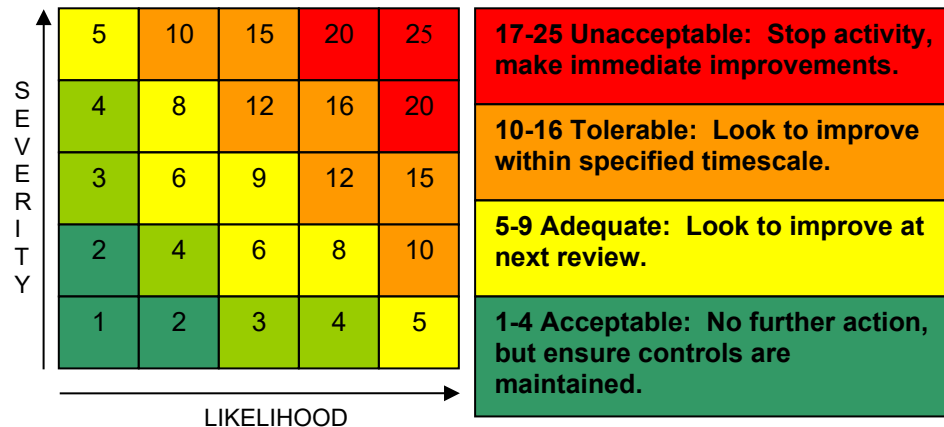 SEVERITY
5 10 15 20 25
4 8 12 16 20
3 6 9 12 15
2 4 6 8 10
1 2 3 4 5
LIKELIHOOD
17-25 Unacceptable: Stop activity,
make immediate improvements.
10-16 Tolerable: Look to improve
within specified timescale.
5-9 Adequate: Look to improve at
next review.
1-4 Acceptable: No further action,
but ensure controls are
maintained.